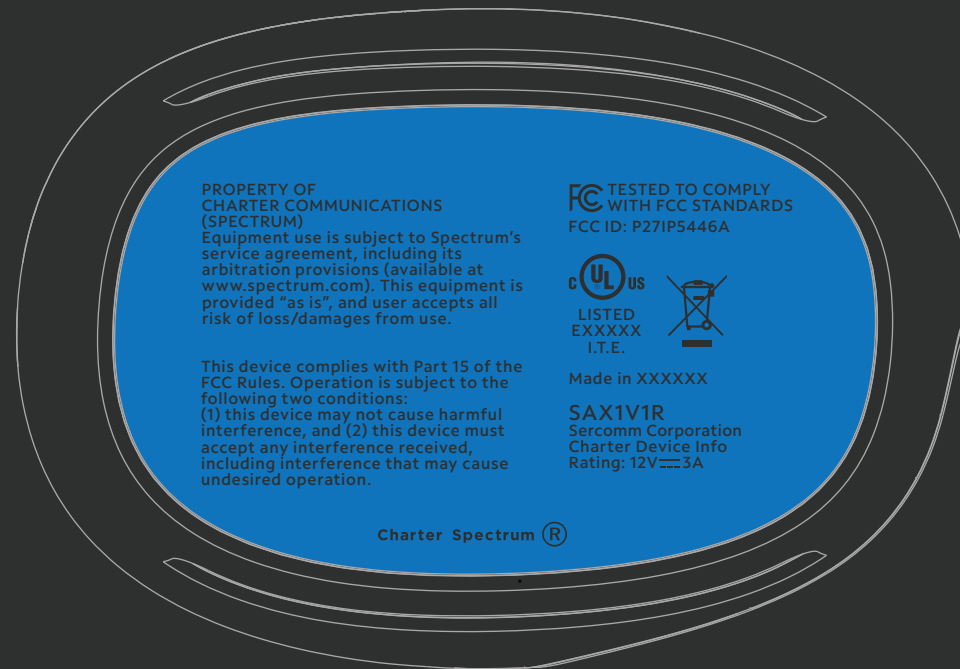 PROPERTY OF
CHARTER COMMUNICATIONS
(SPECTRUM)
Equipment use is subject to Spectrum’s
service agreement, including its
arbitration provisions (available at
www.spectrum.com). This equipment is
provided “as is”, and user accepts all
risk of loss/damages from use.
This device complies with Part 15 of the
FCC Rules. Operation is subject to the
following two conditions:
(1) this device may not cause harmful
interference, and (2) this device must
accept any interference received,
including interference that may cause
undesired operation.
FC TESTED TO COMPLY
WITH FCC STANDARDS
FCC ID: P27IP5446A
C UL ® US
LISTED
EXXXXX
I.T.E.
Made in XXXXXX
SAX1V1R
Sercomm Corporation
Charter Device Info
Rating: 12V⎓3A
Charter Spectrum ®